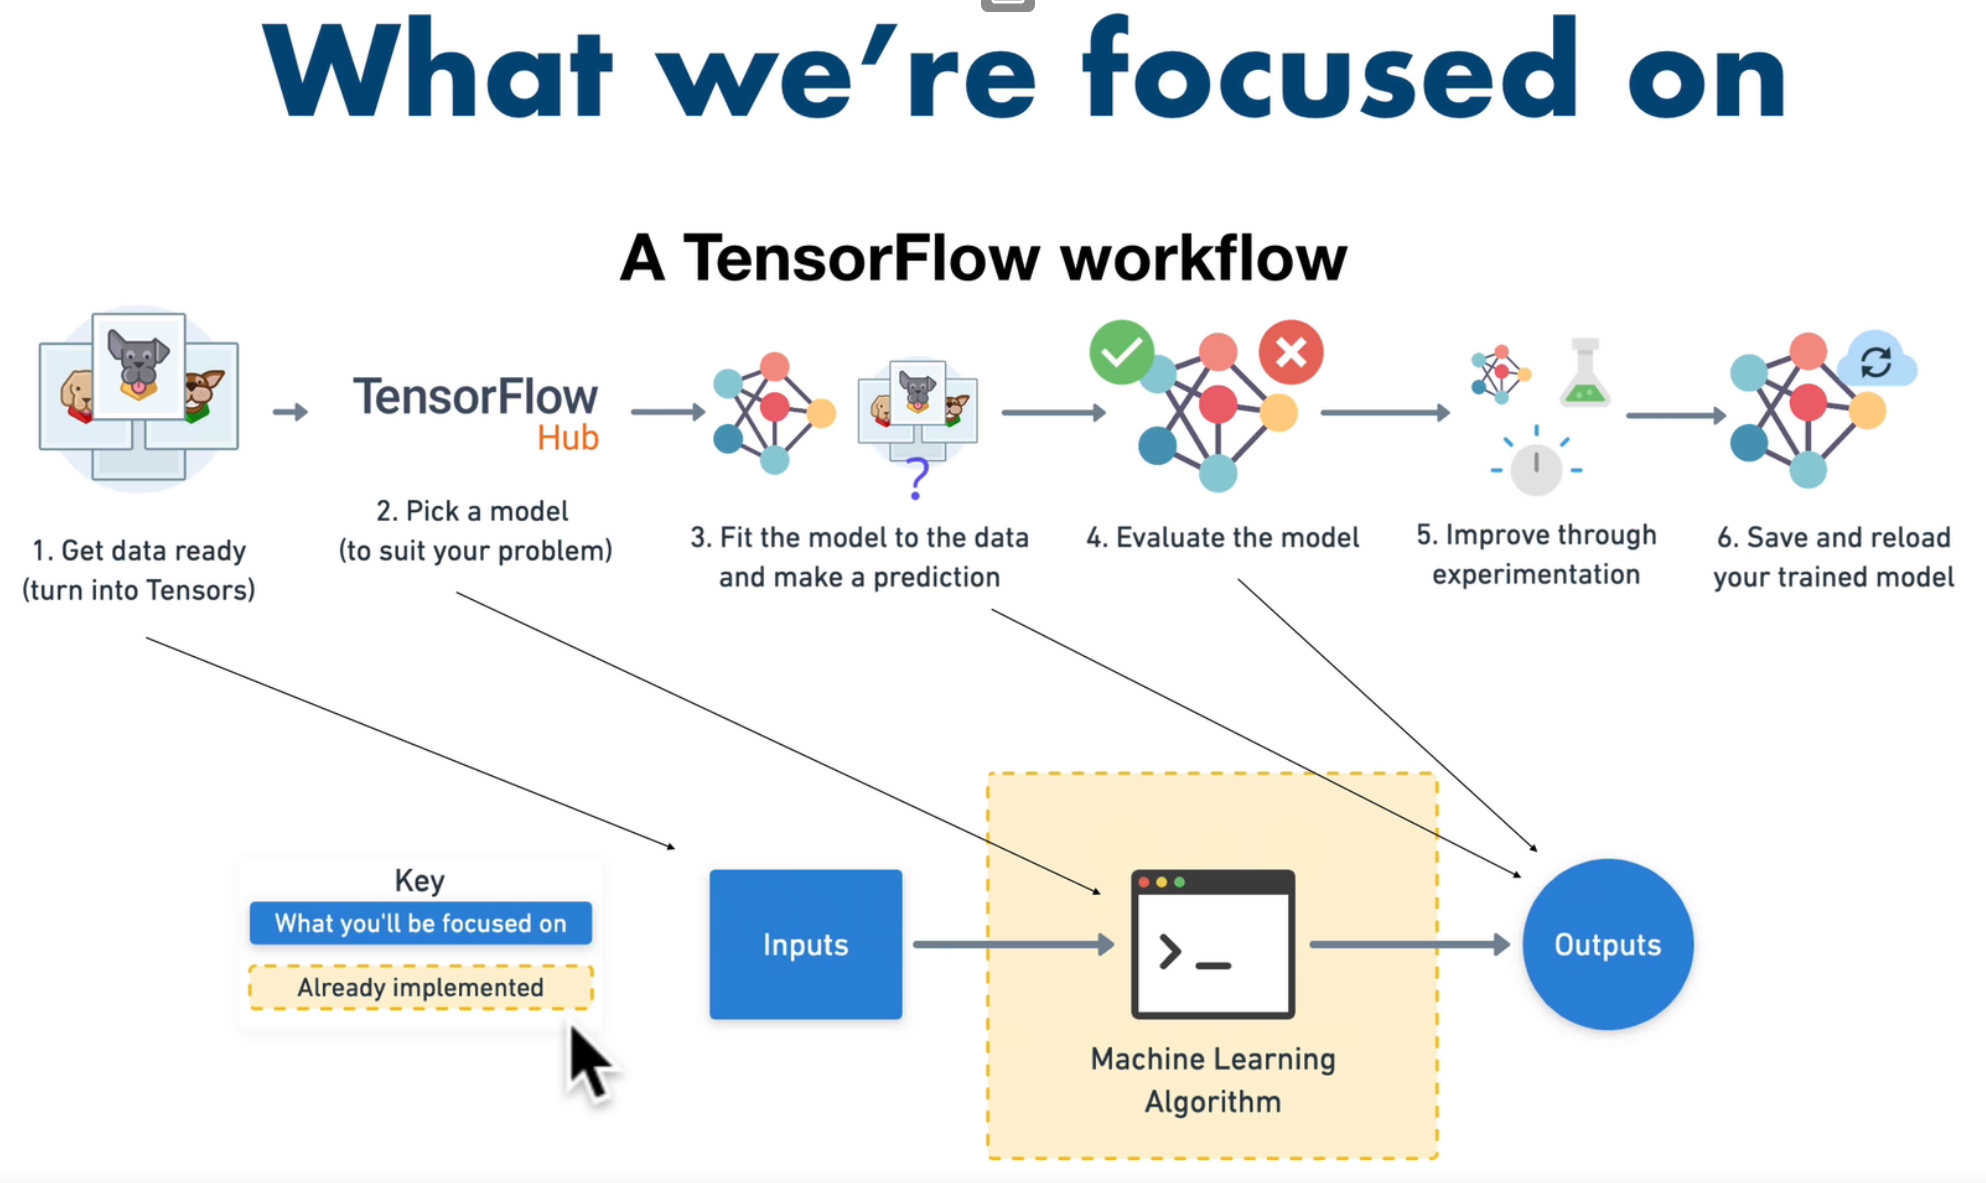 What we’re focused on
A TensorFlow workflow
TensorFlow
Hub
1. Get data ready
(turn into Tensors)
2. Pick a model
(to suit your problem)
?
3. Fit the model to the data
and make a prediction
4. Evaluate the model
5. Improve through
experimentation
6. Save and reload
your trained model
Key
What you'll be focused on
Already implemented
Inputs
>_
Machine Learning
Algorithm
Outputs